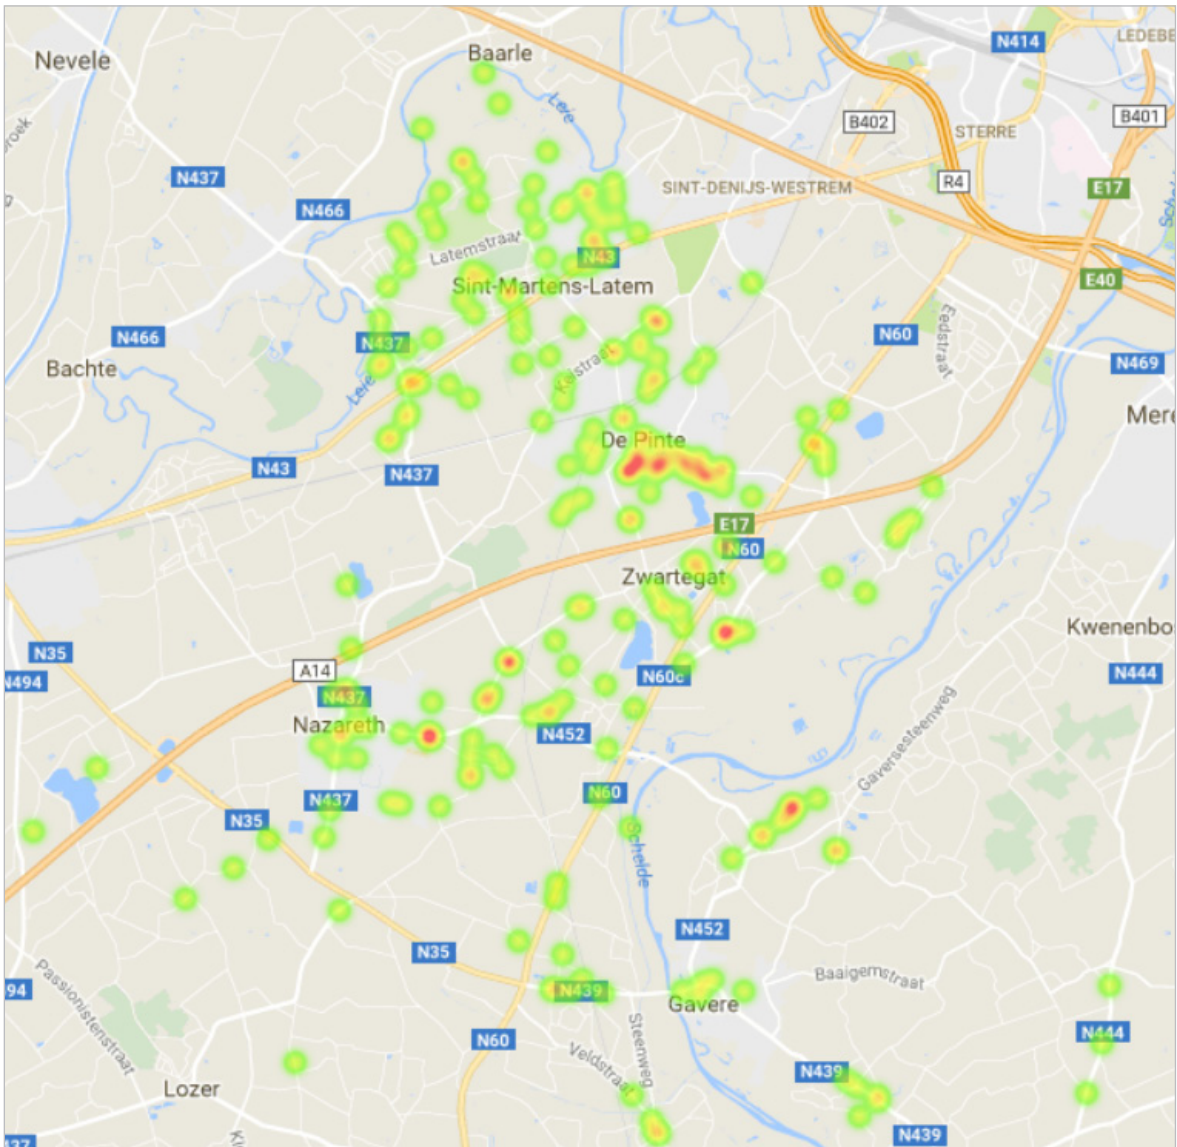 Baarle
N414
LEDEBE
Nevele
Leie
B402
B401
STERRE
N437
R4
SINT-DENIJS-WESTREM
E17
N466
Latemstraat
N43
E40
Sint-Martens-Latem
N466
N437
N60
Eedstraat
N469
Bachte
Kelstraat
Leie
Mere
De Pinte
N43
N437
E17
N60
Zwartegat
Kwenenbo
N35
A14
N60c
N444
N494
N437
Nazareth
N452
Gaversesteenweg
N60
N437
N35
Schelde
N452
N35
Baaigemstraat
94
N439
Passionistenstraat
Gavere
Steenweg
N444
N60
Veldstraat
N439
Lozer
N439